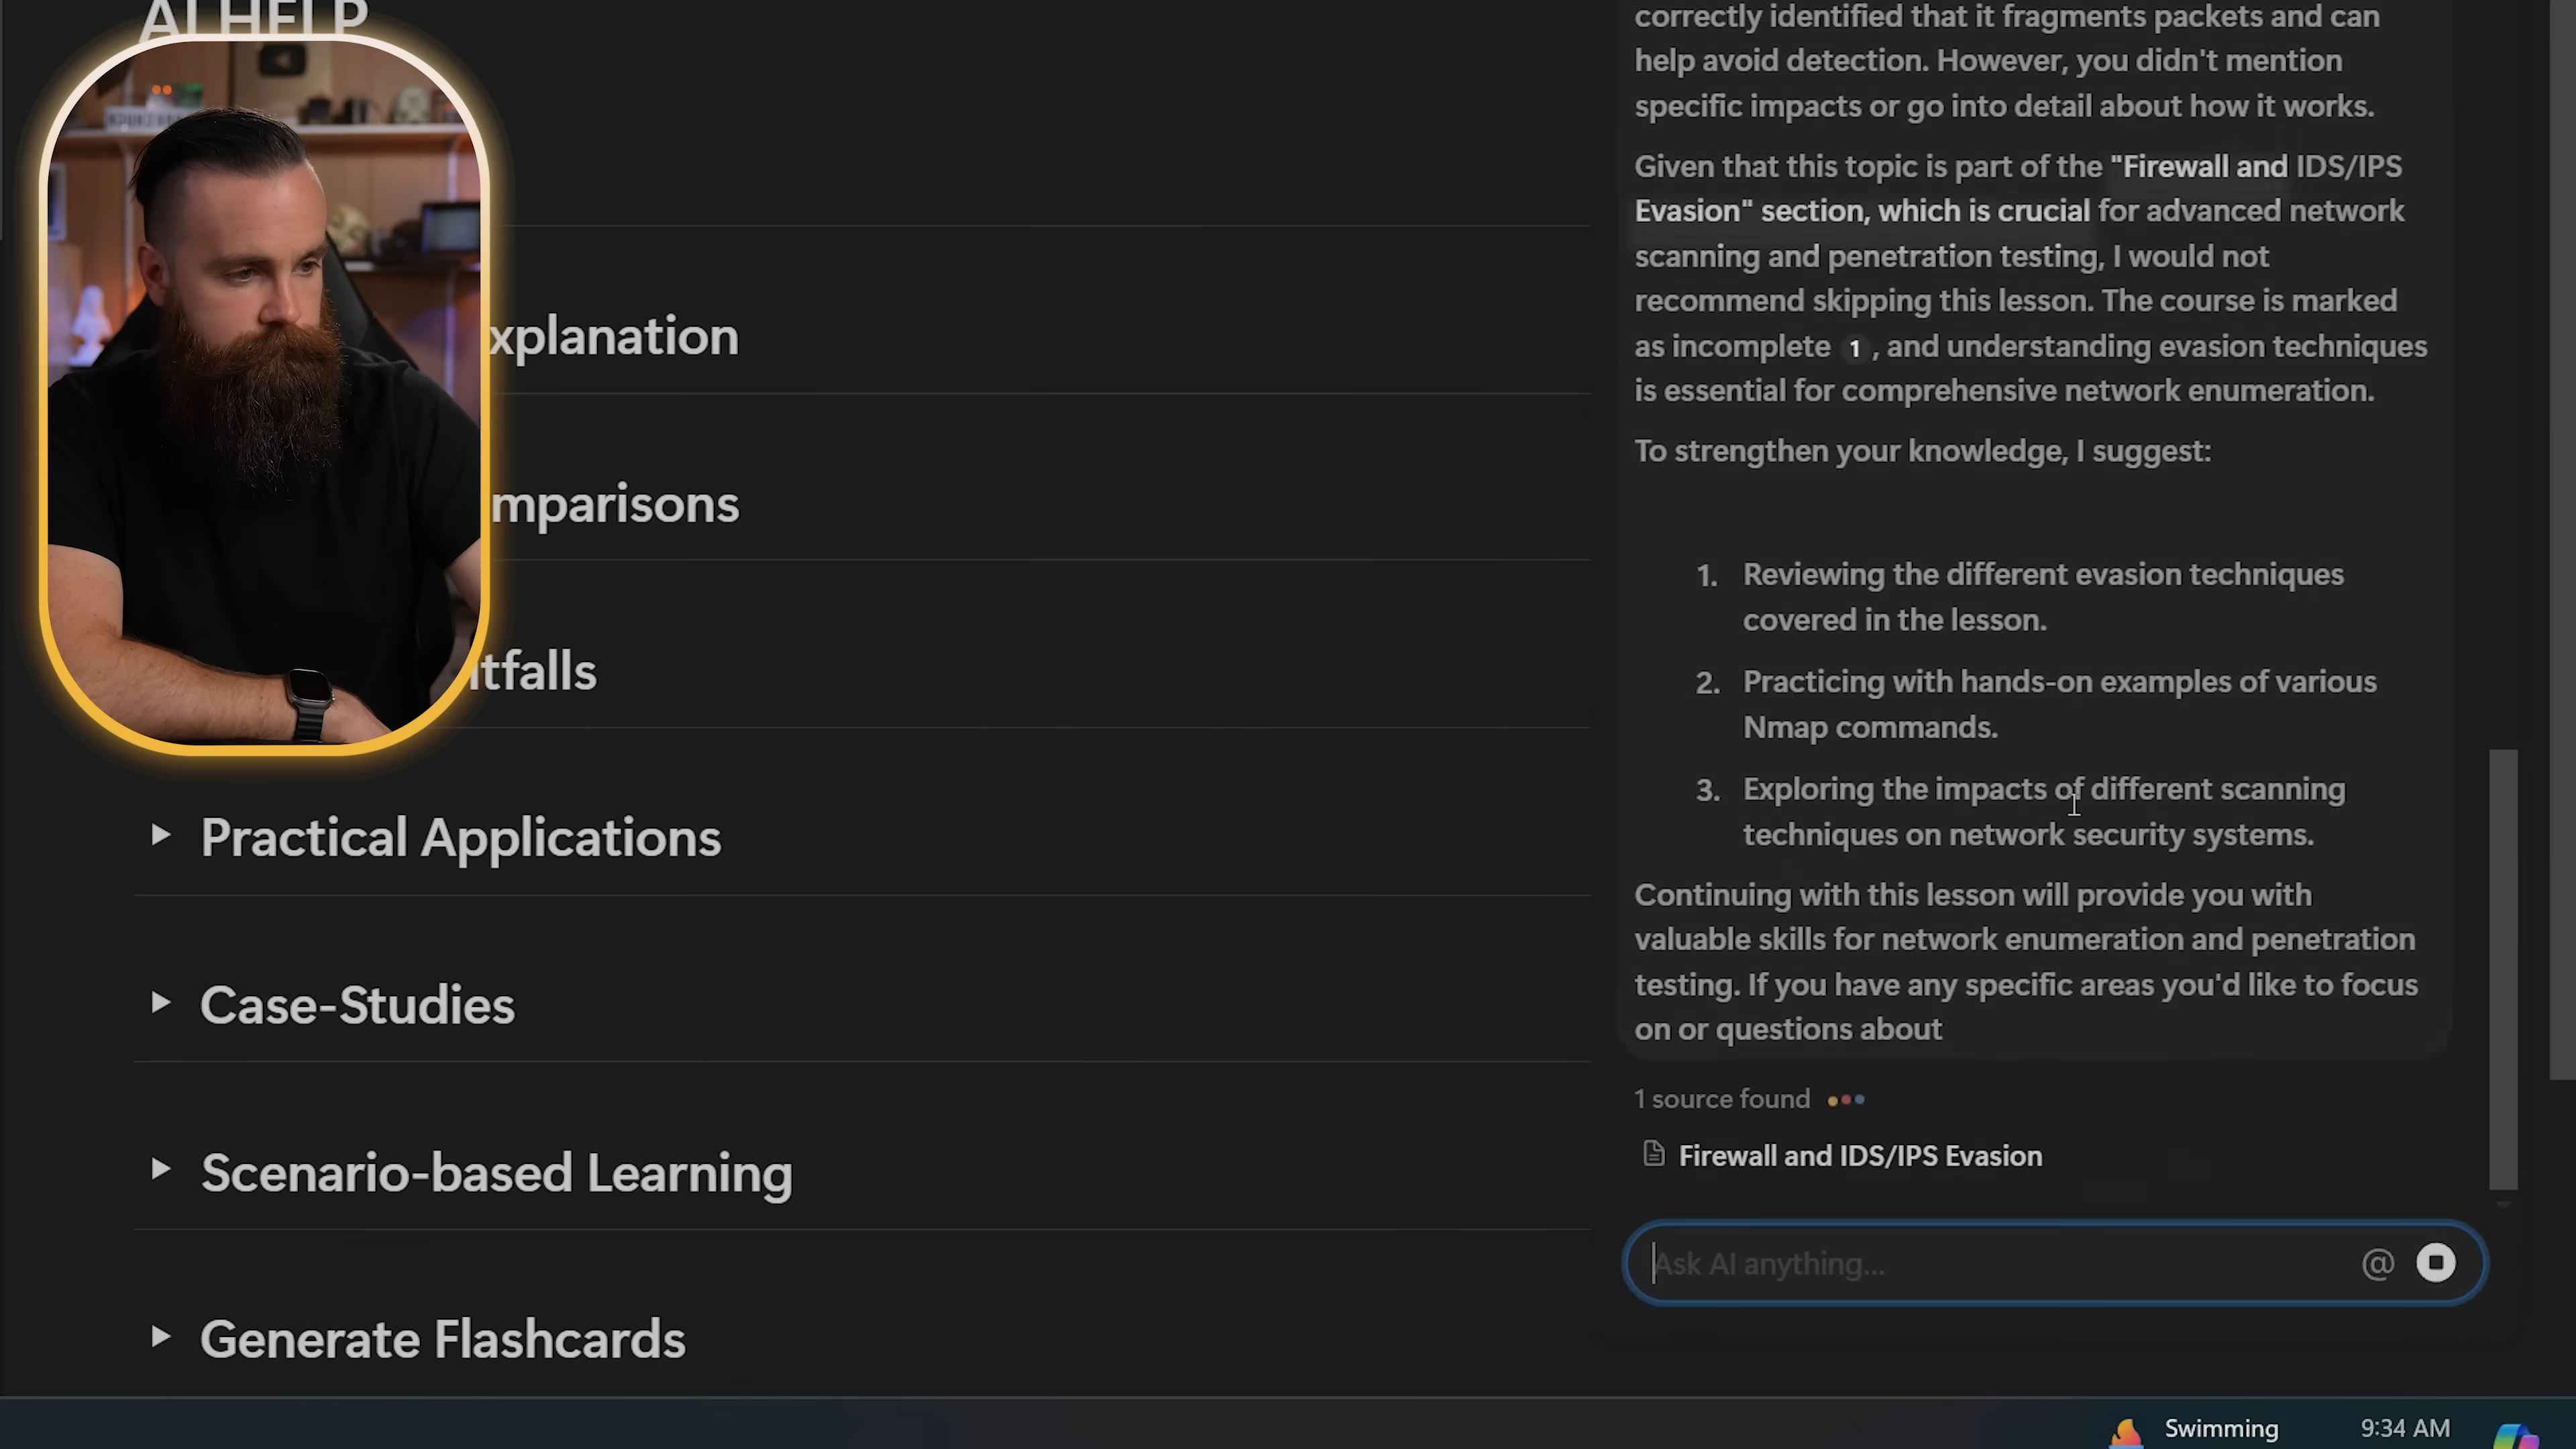 AI HELP
xplanation
mparisons
itfalls
Practical Applications
Case-Studies
Scenario-based Learning
Generate Flashcards
correctly identified that it fragments packets and can
help avoid detection. However, you didn't mention
specific impacts or go into detail about how it works.
Given that this topic is part of the "Firewall and IDS/IPS
Evasion" section, which is crucial for advanced network
scanning and penetration testing, I would not
recommend skipping this lesson. The course is marked
as incomplete 1 , and understanding evasion techniques
is essential for comprehensive network enumeration.
To strengthen your knowledge, I suggest:
1. Reviewing the different evasion techniques
covered in the lesson.
2. Practicing with hands-on examples of various
Nmap commands.
3. Exploring the impacts of different scanning
techniques on network security systems.
Continuing with this lesson will provide you with
valuable skills for network enumeration and penetration
testing. If you have any specific areas you'd like to focus
on or questions about
1 source found
Firewall and IDS/IPS Evasion
Ask AI anything... @
Swimming 9:34 AM